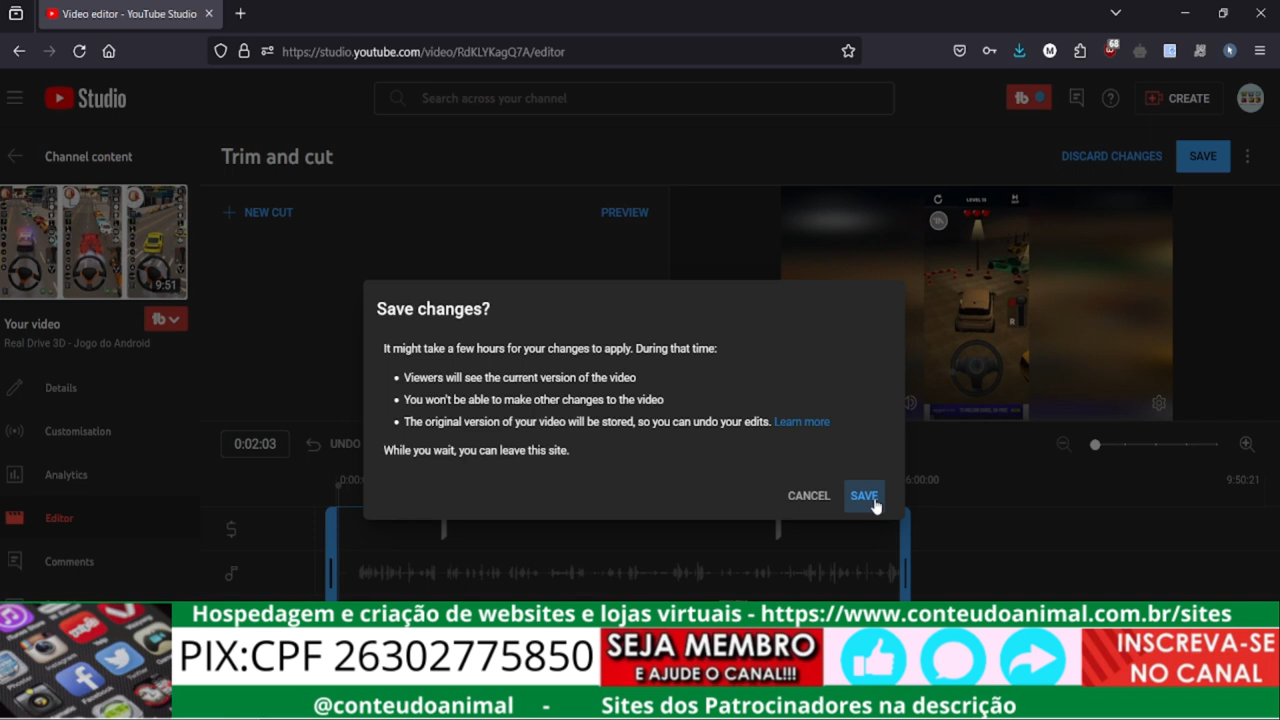 Video editor - YouTube Studio
https://studio.youtube.com/video/RdKLYKagQ7A/editor
68
Studio
Search across your channel
CREATE
Channel content
Trim and cut
DISCARD CHANGES
SAVE
NEW CUT
PREVIEW
9:51
Your video
Real Drive 3D - Jogo do Android
Save changes?
It might take a few hours for your changes to apply. During that time:
Viewers will see the current version of the video
You won't be able to make other changes to the video
The original version of your video will be stored, so you can undo your edits. Learn more
While you wait, you can leave this site.
CANCEL
SAVE
Details
Customisation
Analytics
Editor
Comments
0:02:03
UNDO
0:00:
6:00:00
9:50:21
Hospedagem e criação de websites e lojas virtuais - https://www.conteudoanimal.com.br/sites
PIX:CPF 26302775850
SEJA MEMBRO
E AJUDE O CANAL!!!
INSCREVA-SE
NO CANAL
@conteudoanimal - Sites dos Patrocinadores na descrição